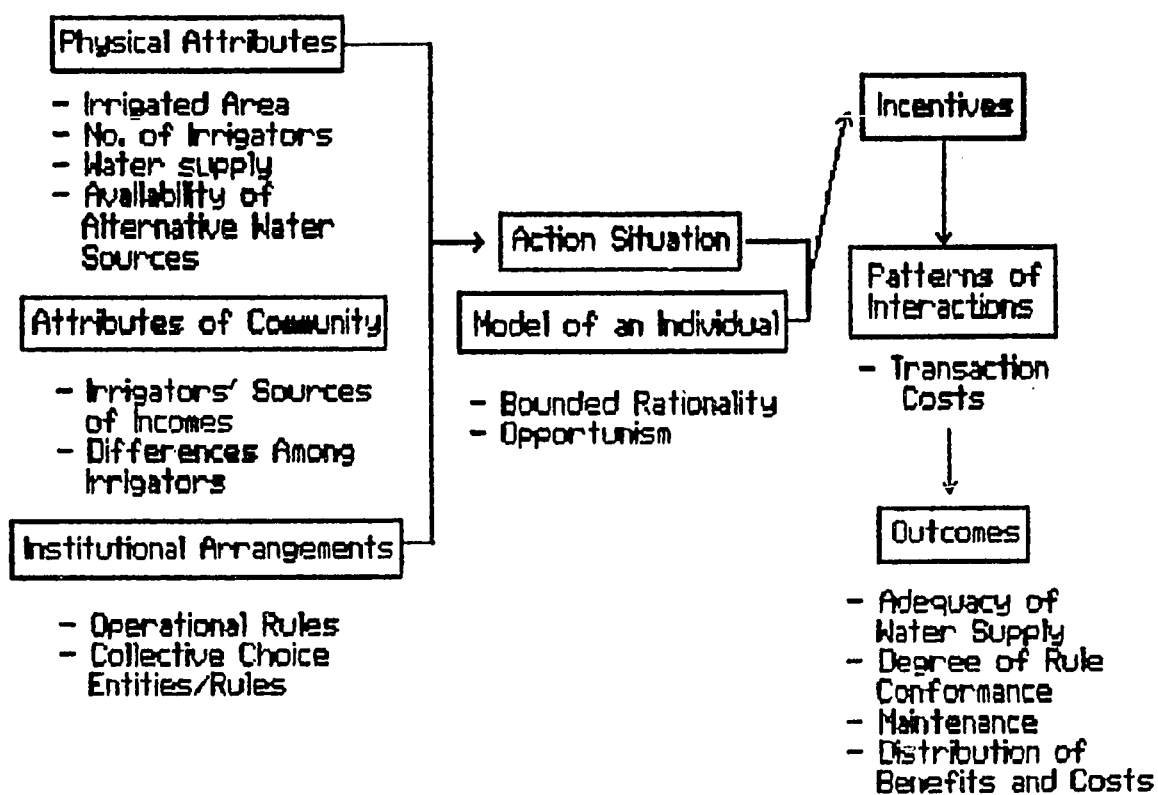 Physical Attributes
- Irrigated Area
- No. of Irrigators
- Water supply
- Availability of
Alternative Water
Sources
Attributes of Community
- Irrigators' Sources
of Incomes
- Differences Among
Irrigators
Institutional Arrangements
- Operational Rules
- Collective Choice
Entities/Rules
Action Situation
Model of an Individual
- Bounded Rationality
- Opportunism
Incentives
Patterns of
Interactions
- Transaction
Costs
Outcomes
- Adequacy of
Water Supply
- Degree of Rule
Conformance
- Maintenance
- Distribution of
Benefits and Costs